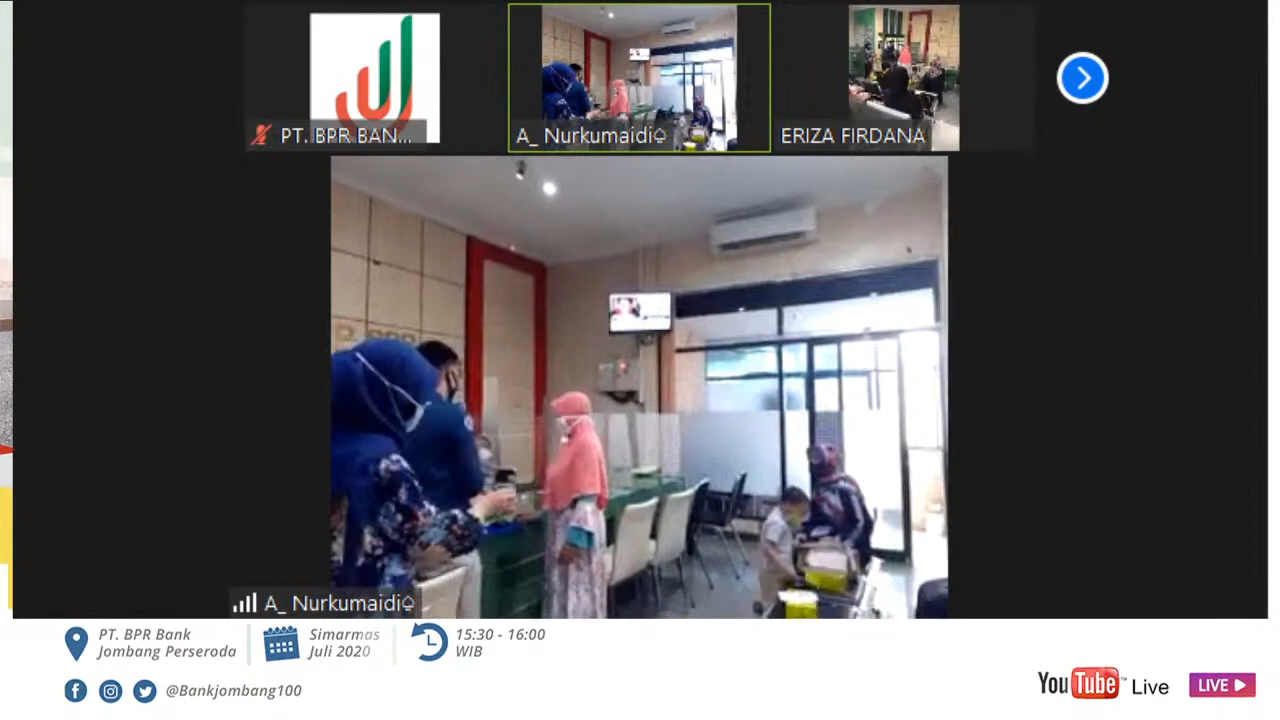 PT. BPR BAN...
A_ Nurkumaidi♤
ERIZA FIRDANA
A_ Nurkumaidi♤
PT. BPR Bank
Jombang Perseroda
Simarmas
Juli 2020
15:30 - 16:00
WIB
@Bankjombang100
YouTube Live
LIVE